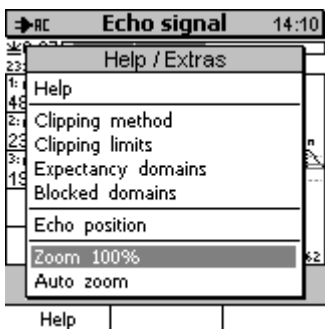 RC Echo signal 14:10
Help / Extras
Help
Clipping method
Clipping limits
Expectancy domains
Blocked domains
Echo position
Zoom 100%
Auto zoom
Help